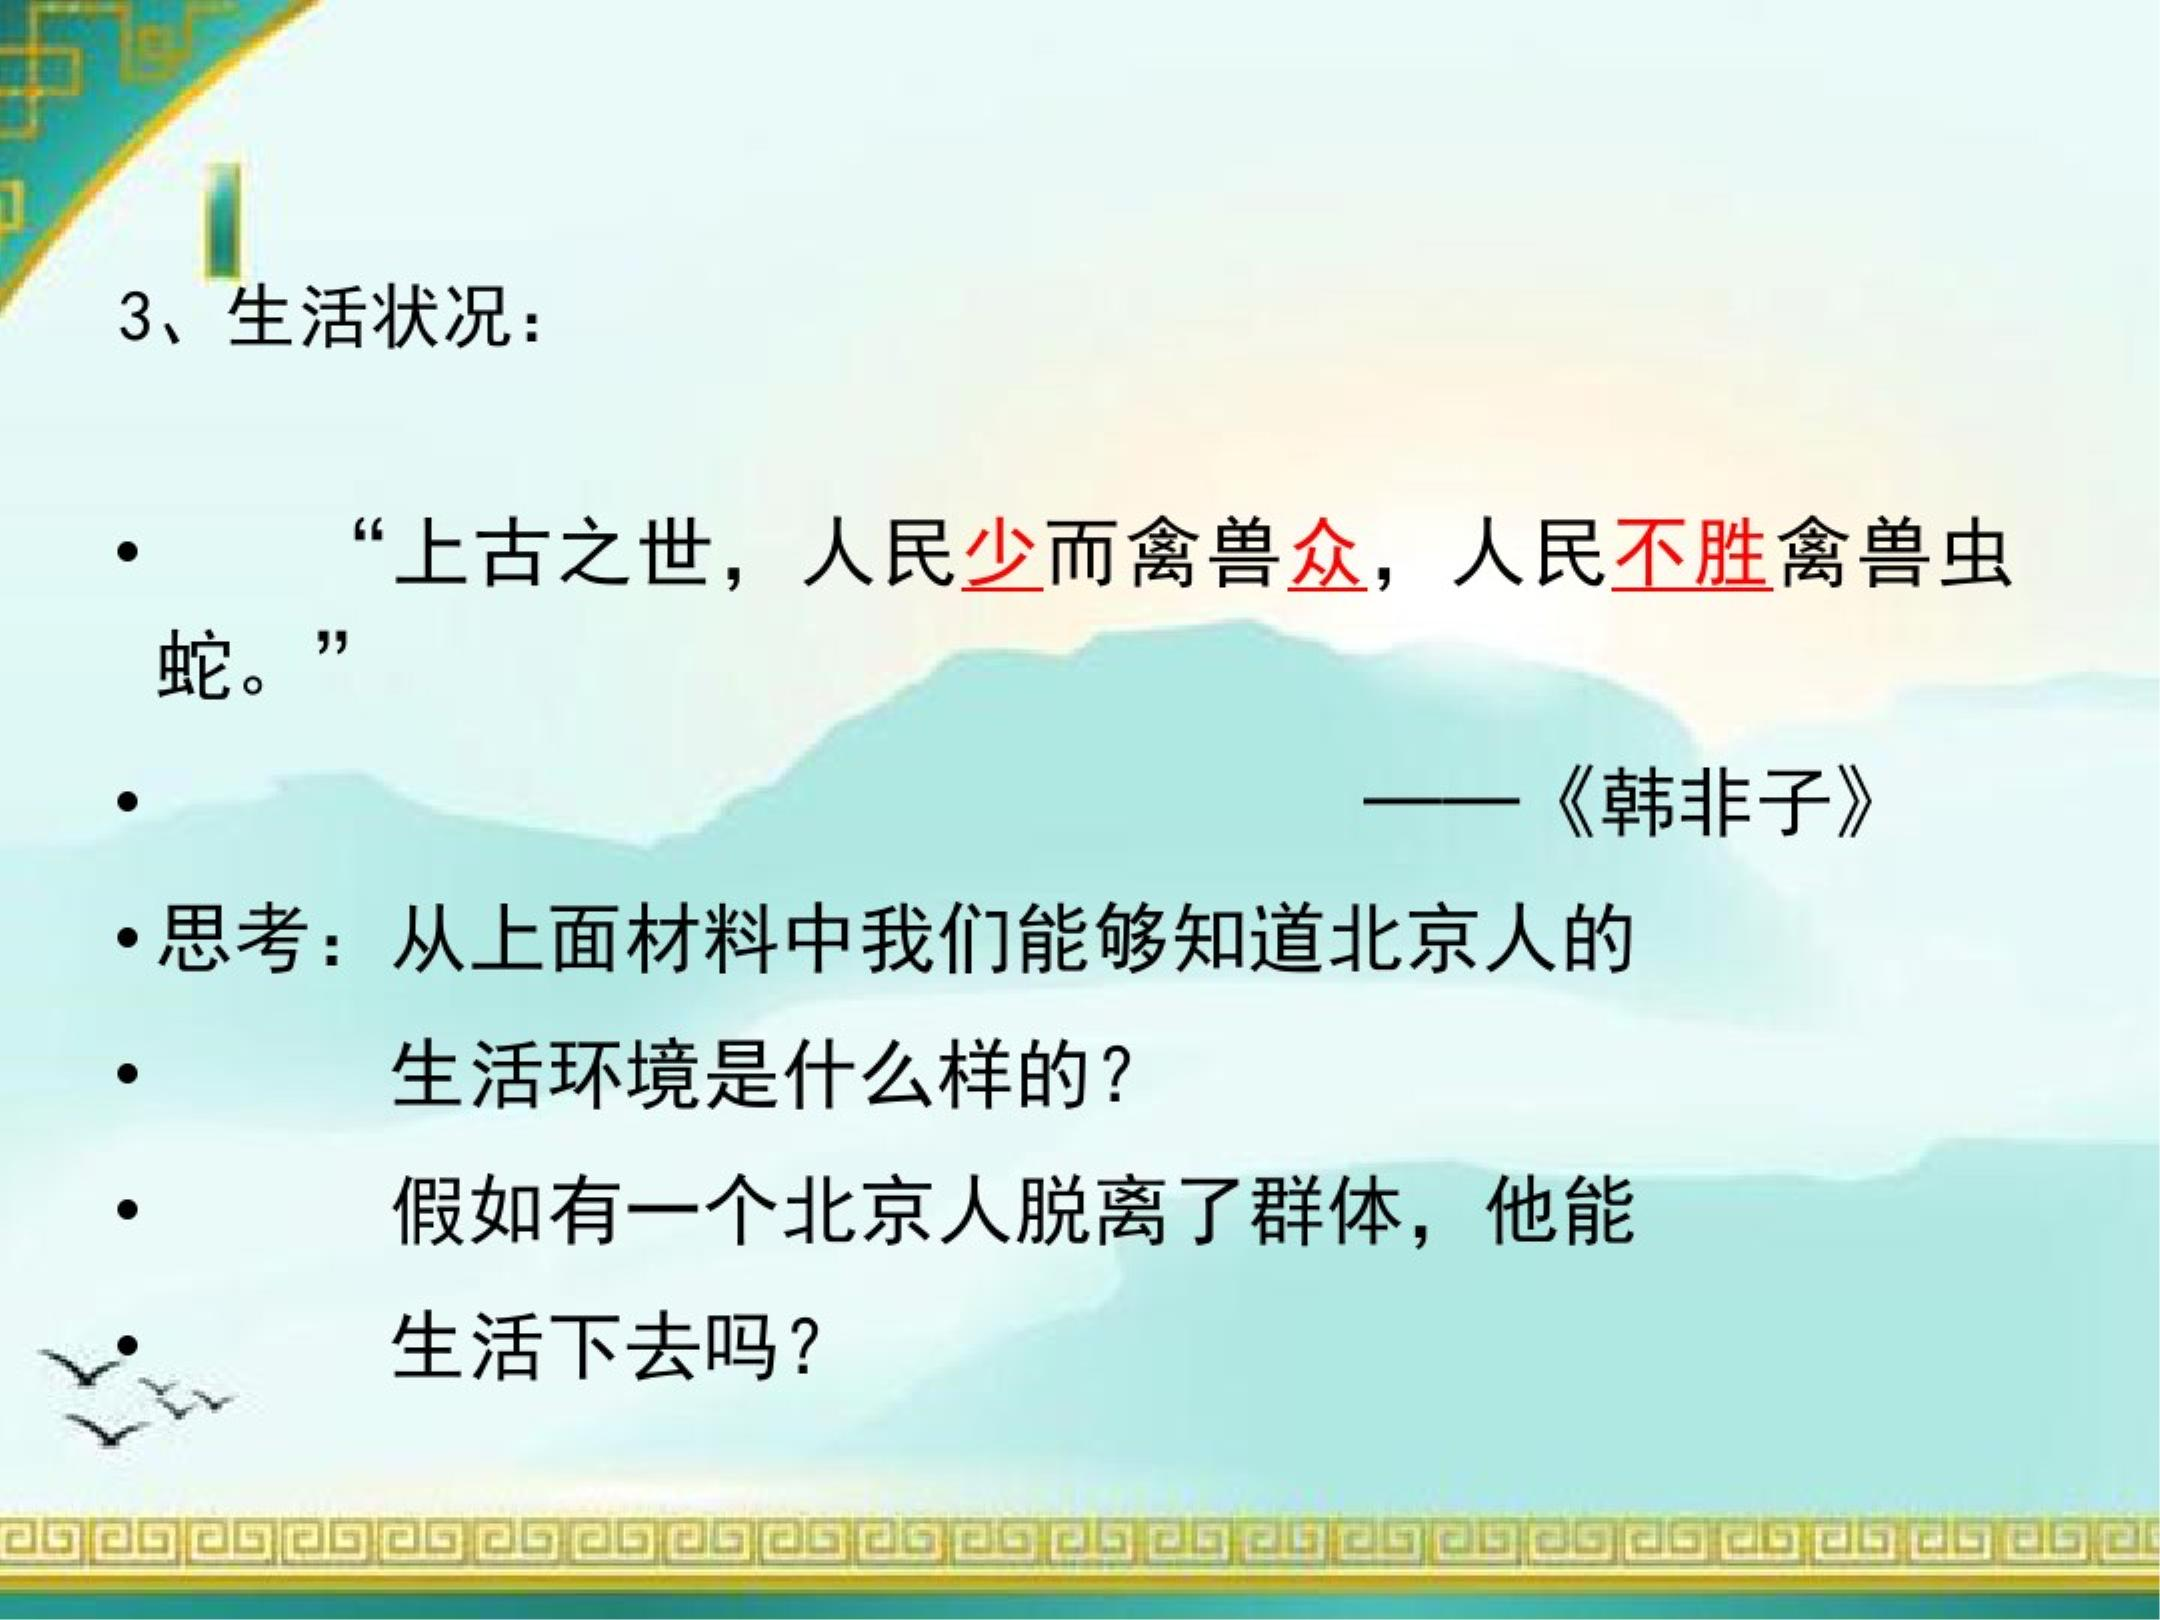 3、生活状况：
• “上古之世，人民少而禽兽众，人民不胜禽兽虫
蛇。”
• ——《韩非子》
• 思考：从上面材料中我们能够知道北京人的
• 生活环境是什么样的？
• 假如有一个北京人脱离了群体，他能
• 生活下去吗？